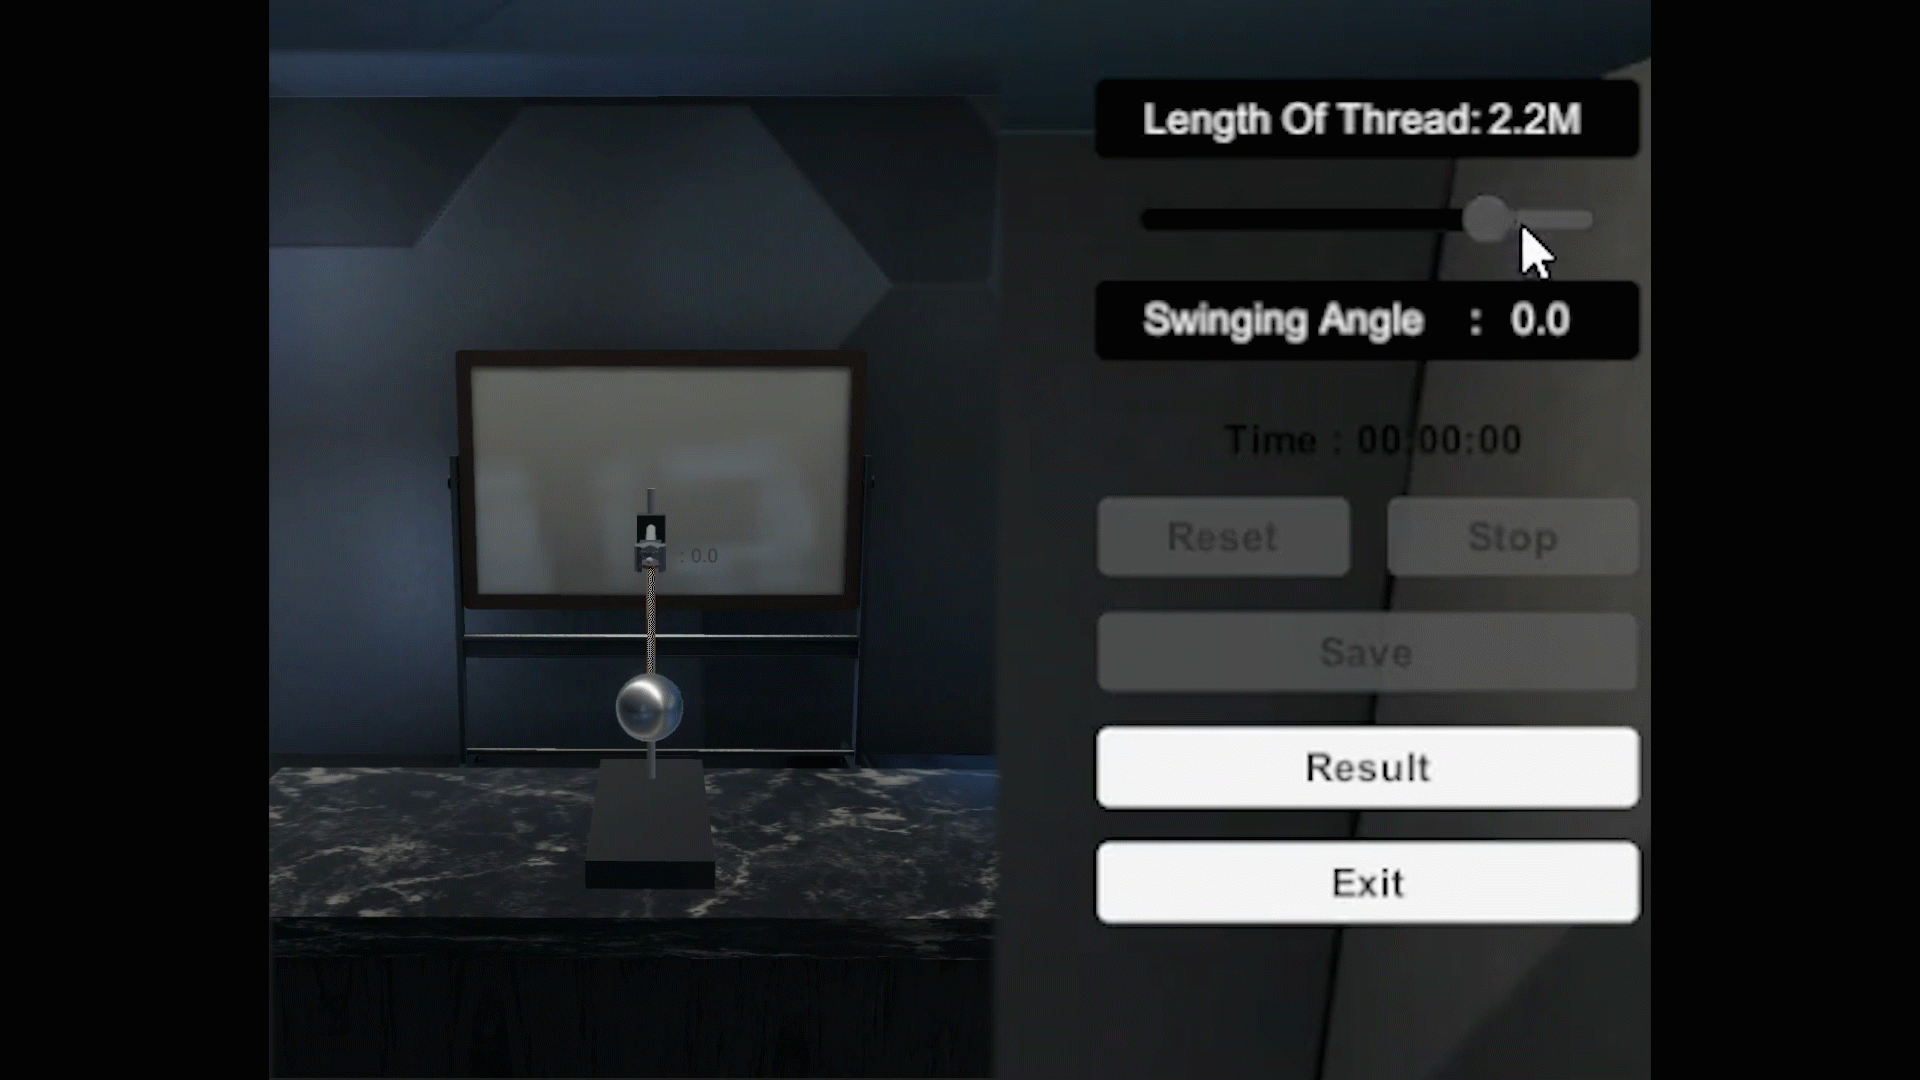 Length Of Thread: 2.2M
Swinging Angle : 0.0
: 0.0
Time : 00:00:00
Reset Stop
Save
Result
Exit